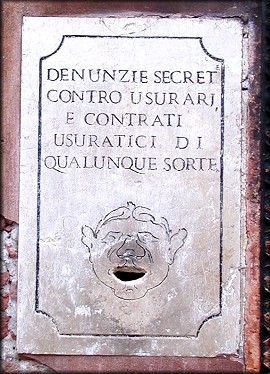 DENUNZIE SECRET
CONTRO USURARJ,
E CONTRATI
USURATICI DI
QUALUNQUE SORTE